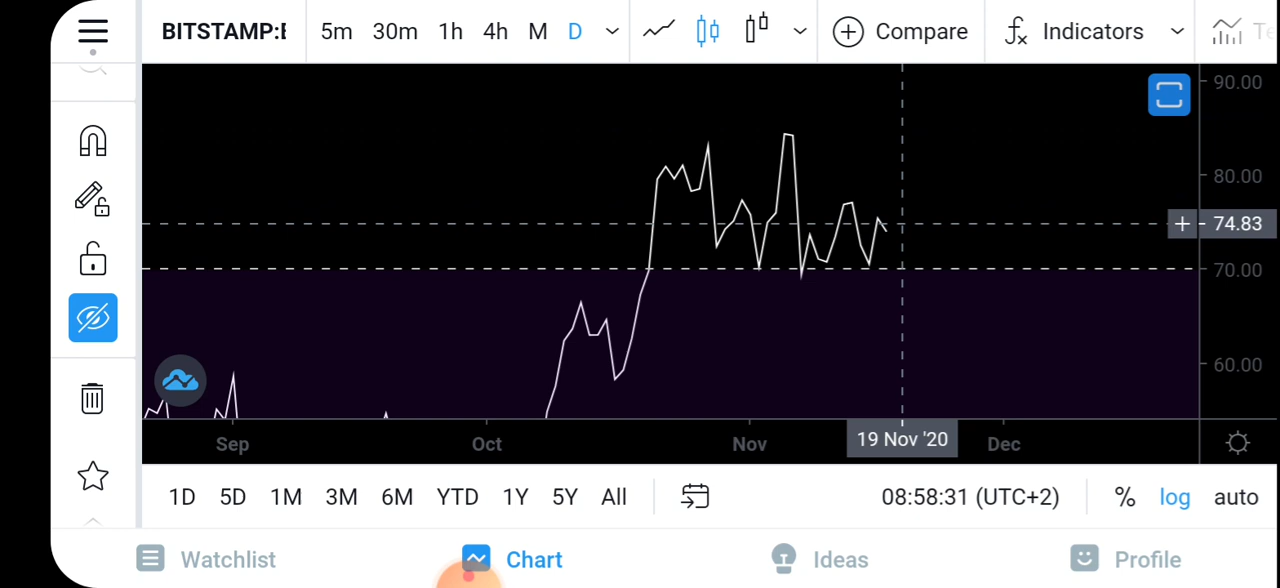 BITSTAMP:E 5m 30m 1h 4h M D Compare fx Indicators Te
90.00
80.00
74.83
70.00
60.00
Sep Oct Nov 19 Nov '20 Dec
1D 5D 1M 3M 6M YTD 1Y 5Y All 08:58:31 (UTC+2) % log auto
Watchlist Chart Ideas Profile